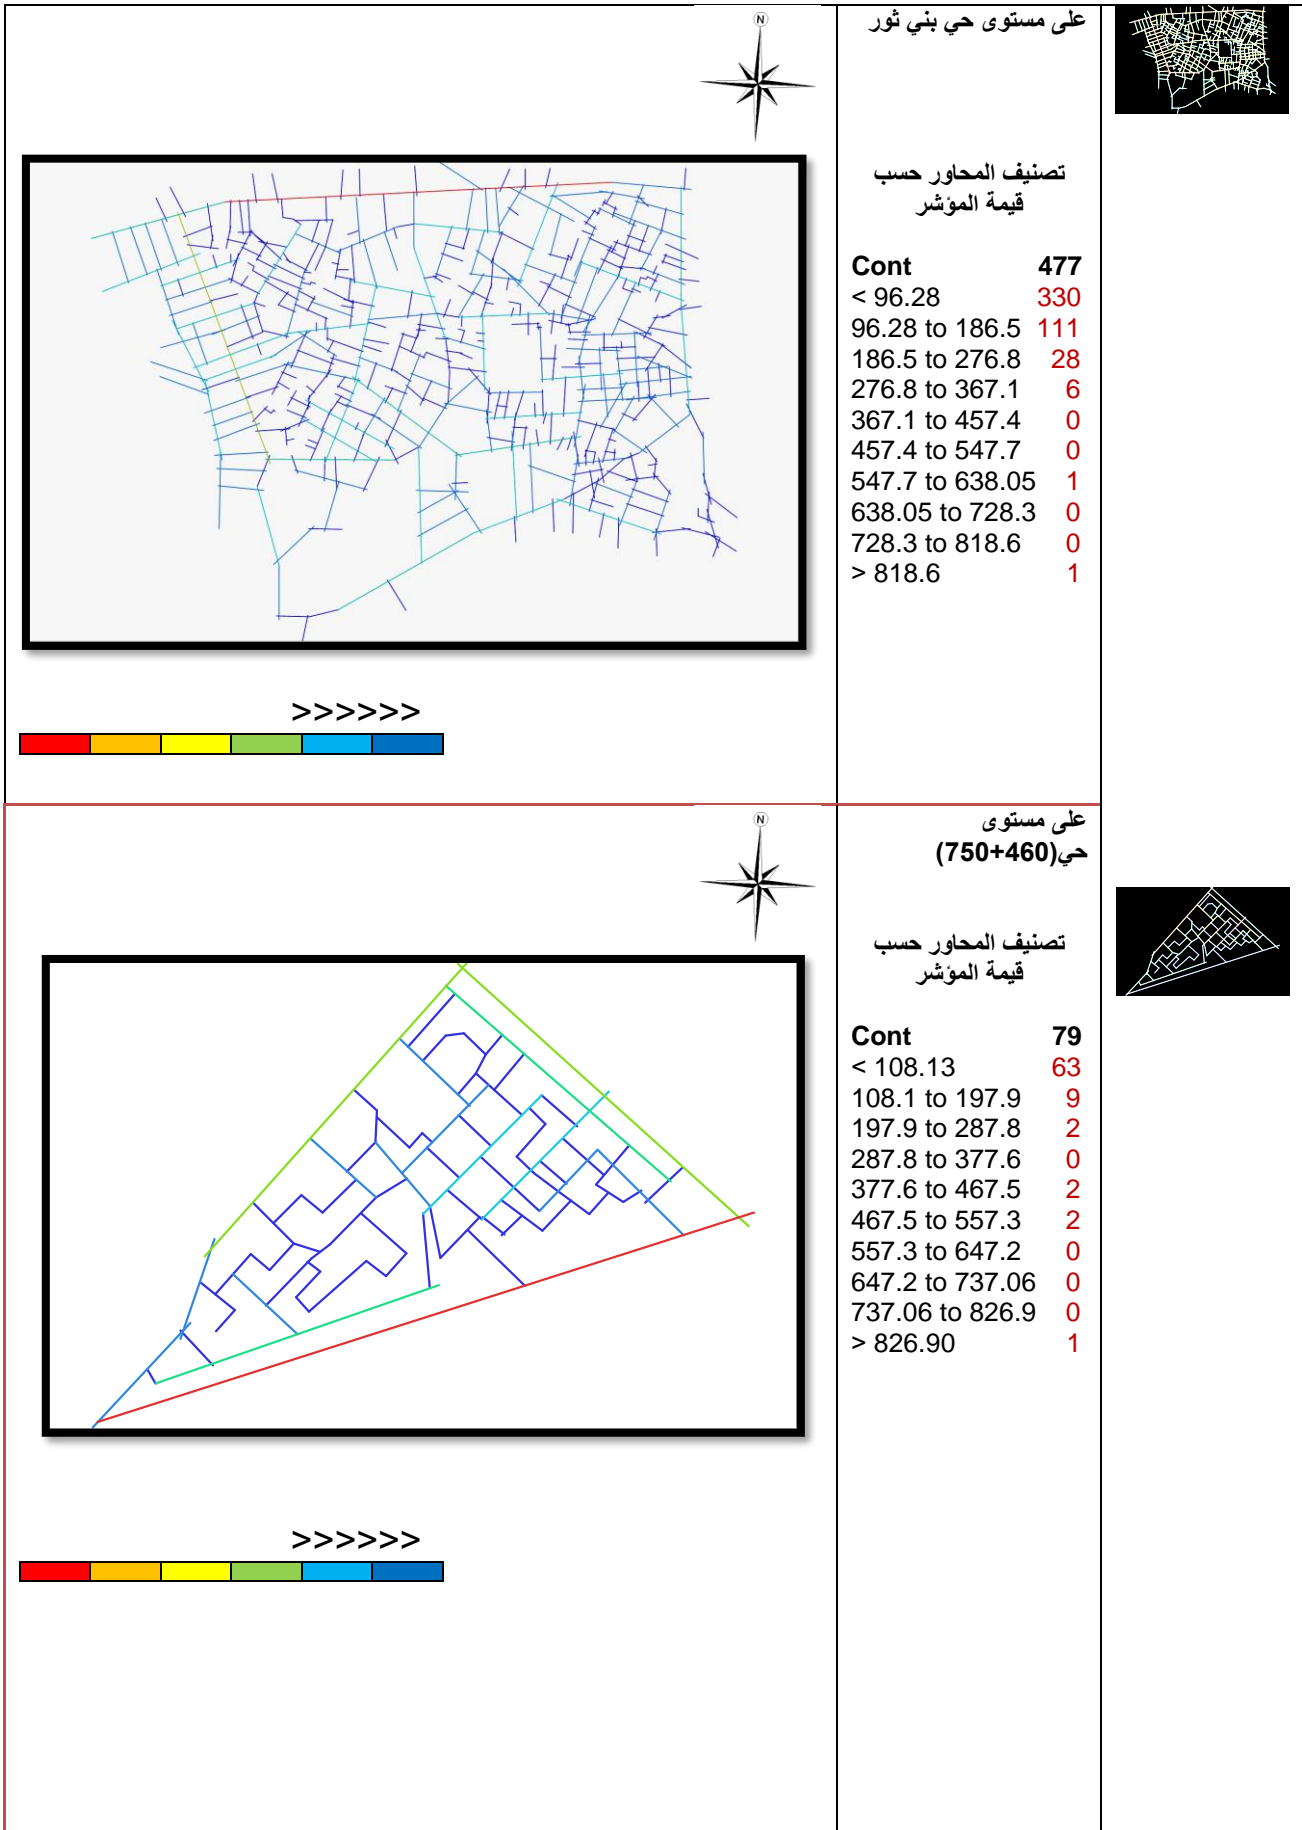 على مستوى حي بني ثور
N
تصنيف المحاور حسب
قيمة المؤشر
Cont 477
< 96.28 330
96.28 to 186.5 111
186.5 to 276.8 28
276.8 to 367.1 6
367.1 to 457.4 0
457.4 to 547.7 0
547.7 to 638.05 1
638.05 to 728.3 0
728.3 to 818.6 0
> 818.6 1
>>>>>>
على مستوى
حي(460+750)
N
تصنيف المحاور حسب
قيمة المؤشر
Cont 79
< 108.13 63
108.1 to 197.9 9
197.9 to 287.8 2
287.8 to 377.6 0
377.6 to 467.5 2
467.5 to 557.3 2
557.3 to 647.2 0
647.2 to 737.06 0
737.06 to 826.9 0
> 826.90 1
>>>>>>